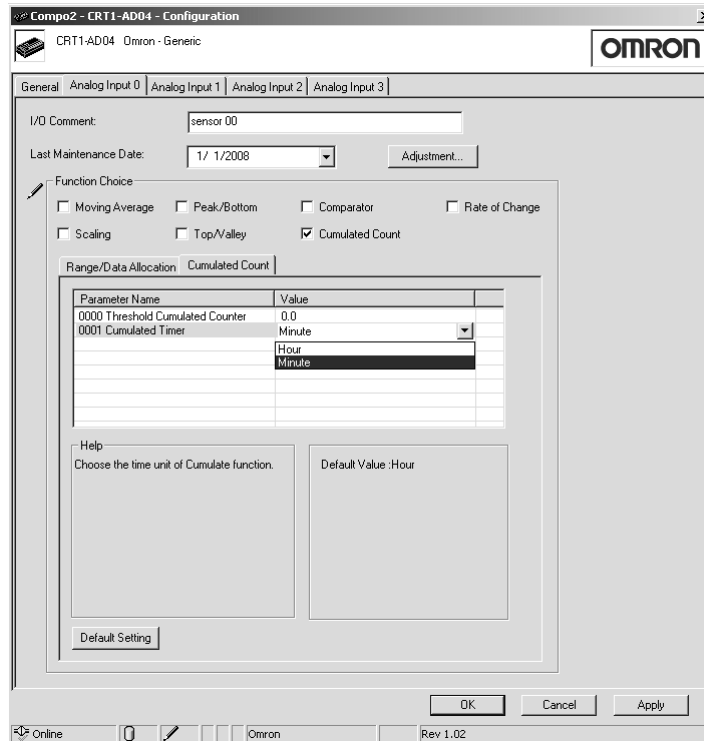 Compo2 - CRT1-AD04 - Configuration
CRT1-AD04 Omron - Generic
OMRON
General Analog Input 0 Analog Input 1 Analog Input 2 Analog Input 3
I/O Comment: sensor 00
Last Maintenance Date: 1/ 1/2008 Adjustment...
Function Choice
Moving Average Peak/Bottom Comparator Rate of Change
Scaling Top/Valley Cumulated Count
Range/Data Allocation Cumulated Count
Parameter Name Value
0000 Threshold Cumulated Counter 0.0
0001 Cumulated Timer Minute
Hour
Minute
Help
Choose the time unit of Cumulate function. Default Value :Hour
Default Setting
OK Cancel Apply
Online Omron Rev 1.02